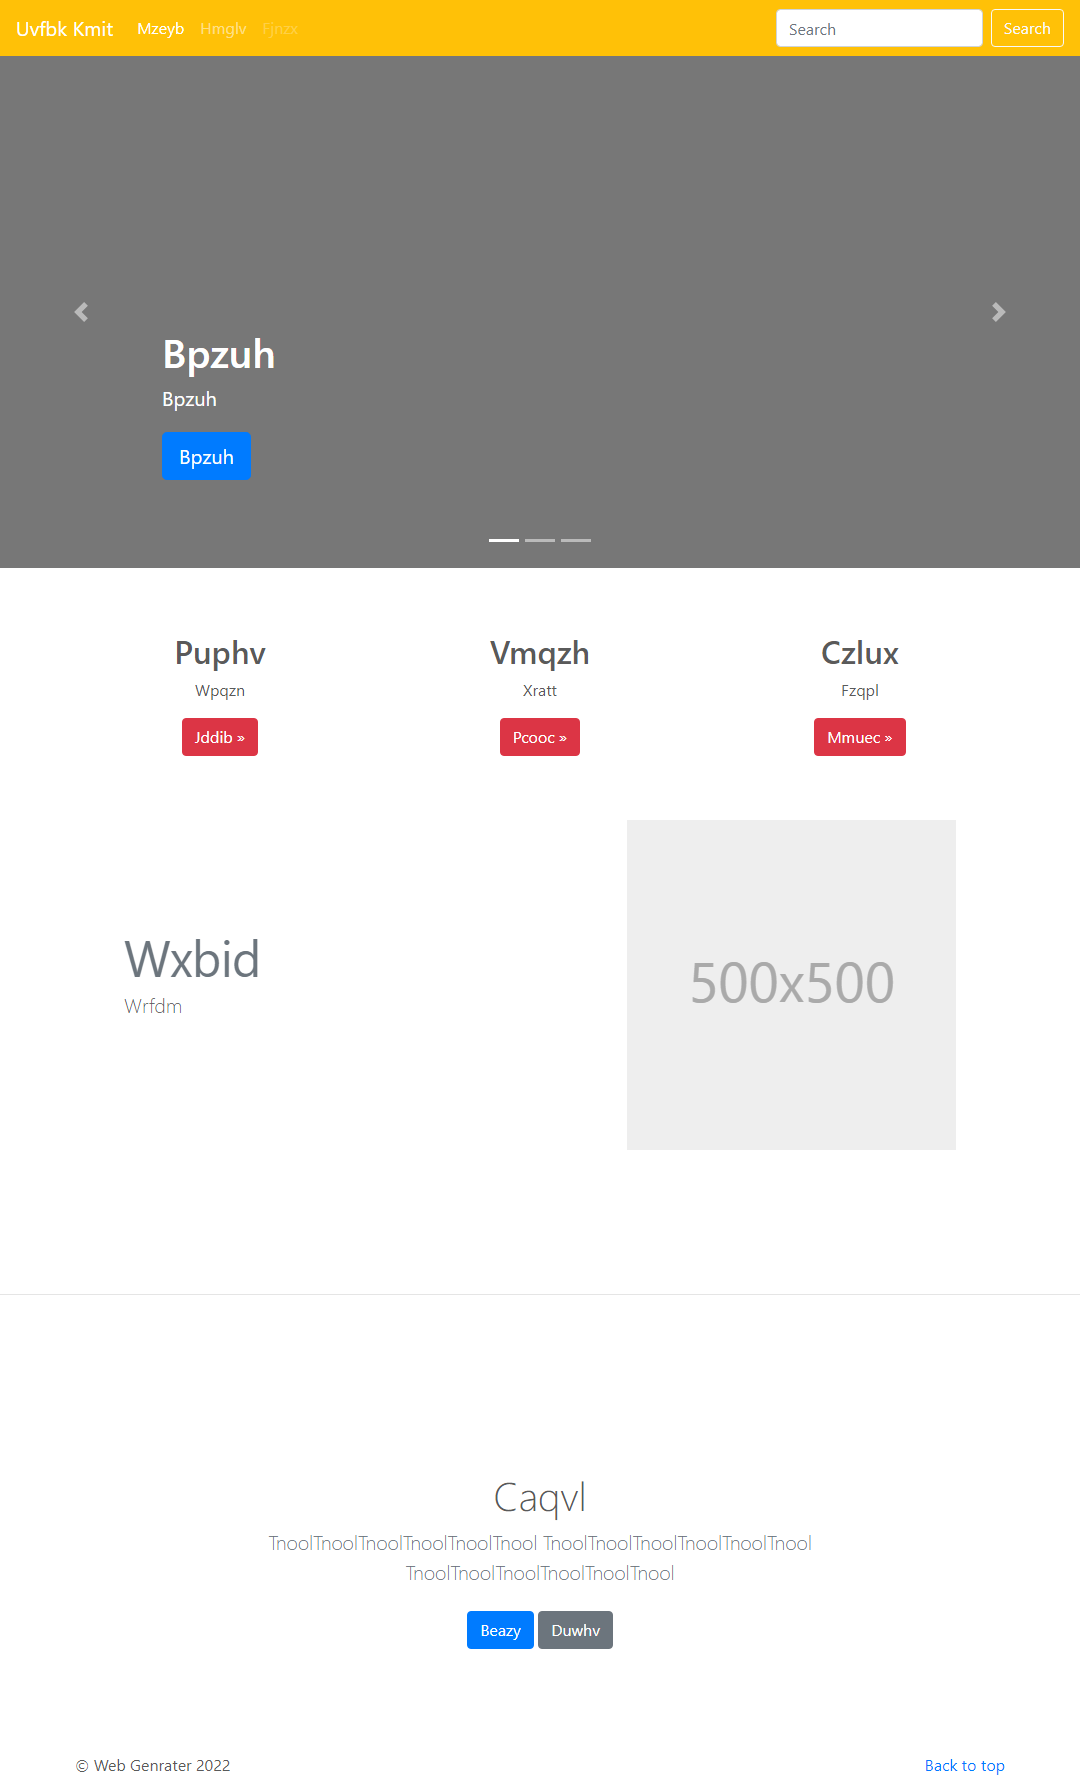 Uvfbk Kmit Mzeyb Hmglv Fjnzx Search Search
Bpzuh
Bpzuh
Bpzuh
Puphv Vmqzh Czlux
Wpqzn Xratt Fzqpl
Jddib » Pcooc » Mmuec »
Wxbid
Wrfdm
500x500
Caqvl
TnoolTnoolTnoolTnoolTnoolTnool TnoolTnoolTnoolTnoolTnoolTnool
TnoolTnoolTnoolTnoolTnoolTnool
Beazy Duwhv
© Web Genrater 2022 Back to top